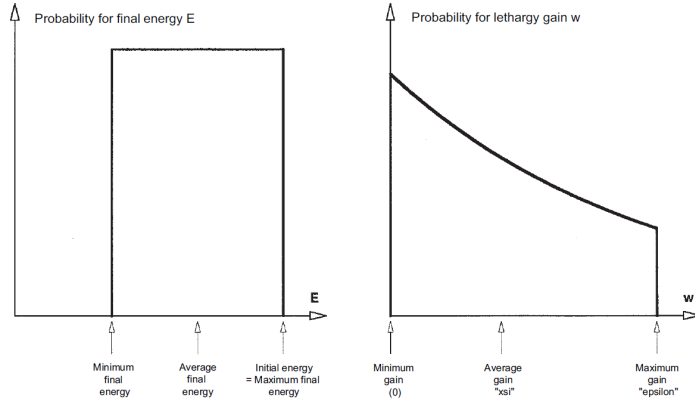 Probability for final energy E
E
Minimum
final
energy
Average
final
energy
Initial energy
= Maximum final
energy
Probability for lethargy gain w
w
Minimum
gain
(0)
Average
gain
"xsi"
Maximum
gain
"epsilon"